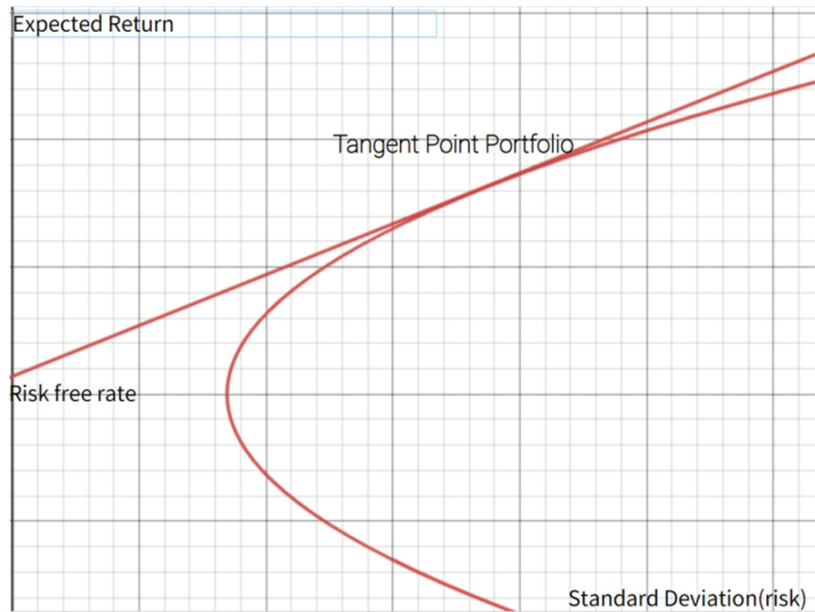 Expected Return
Tangent Point Portfolio
Risk free rate
Standard Deviation(risk)